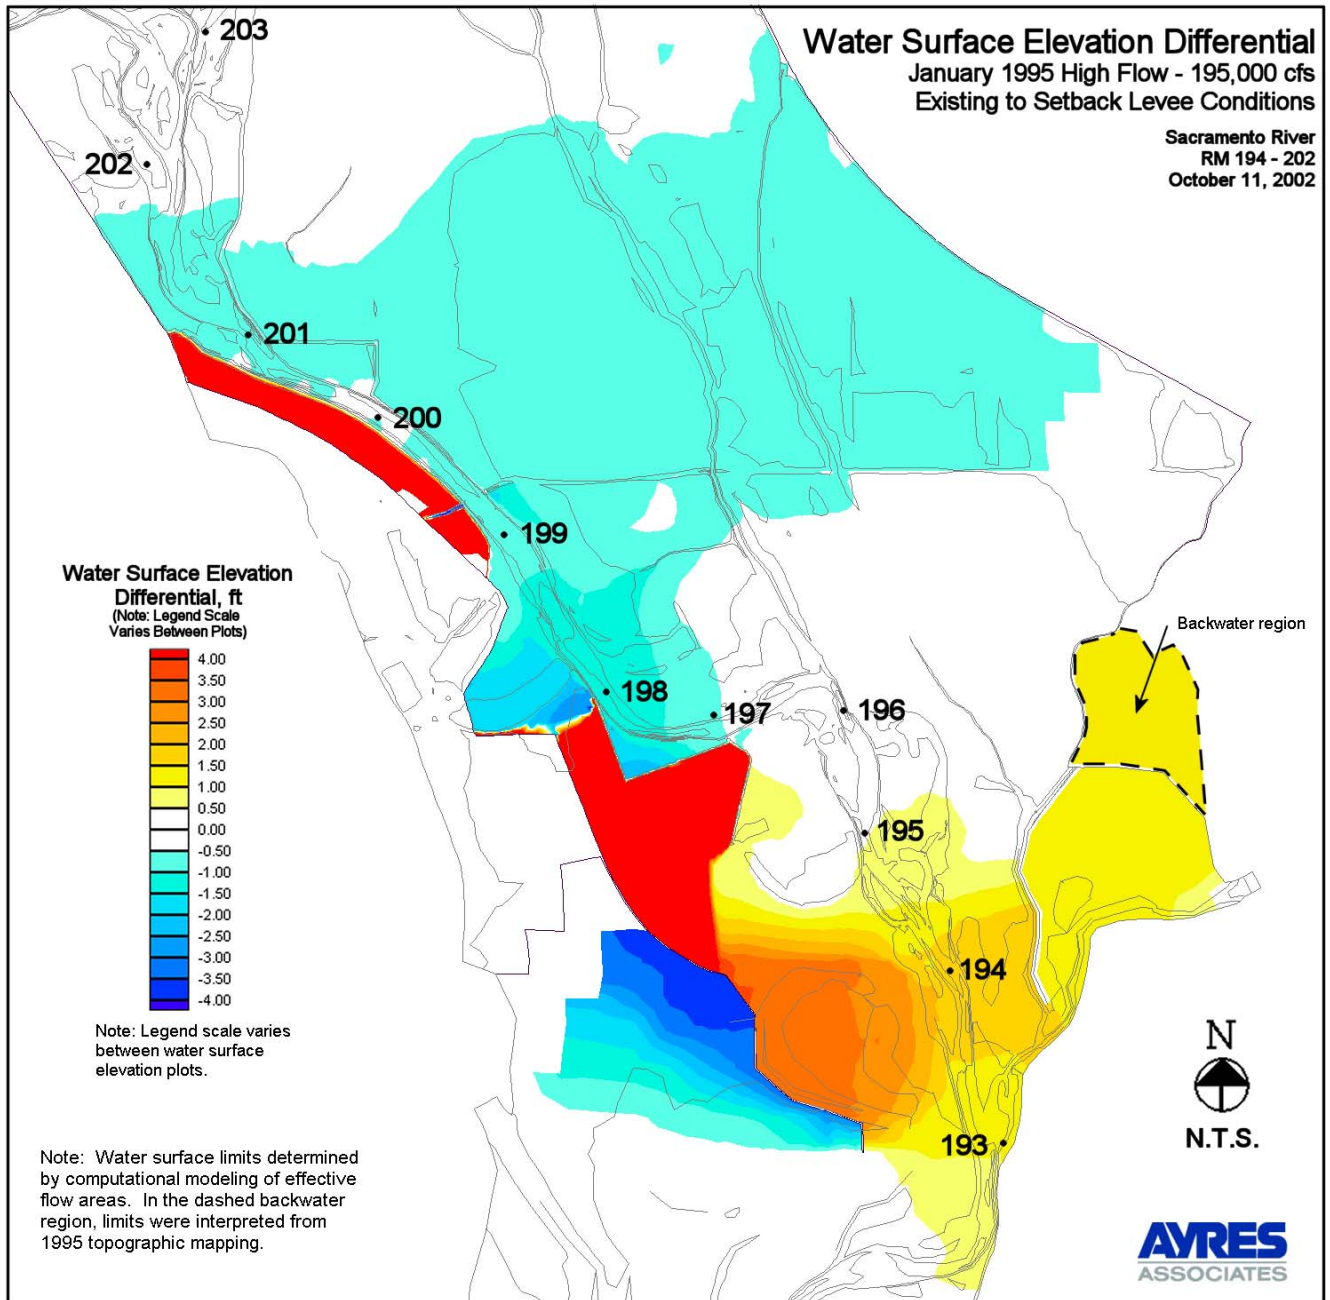 Water Surface Elevation Differential
January 1995 High Flow - 195,000 cfs
Existing to Setback Levee Conditions
Sacramento River
RM 194 - 202
October 11, 2002
203
202
201
200
199
198
197
196
195
194
193
Backwater region
Water Surface Elevation
Differential, ft
(Note: Legend Scale
Varies Between Plots)
4.00
3.50
3.00
2.50
2.00
1.50
1.00
0.50
0.00
-0.50
-1.00
-1.50
-2.00
-2.50
-3.00
-3.50
-4.00
Note: Legend scale varies
between water surface
elevation plots.
Note: Water surface limits determined
by computational modeling of effective
flow areas. In the dashed backwater
region, limits were interpreted from
1995 topographic mapping.
N
N.T.S.
AYRES
ASSOCIATES